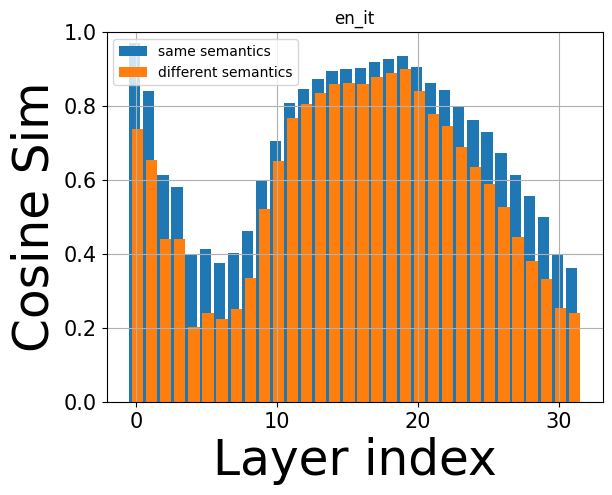 en_it
same semantics
different semantics
1.0
0.8
0.6
0.4
0.2
0.0
Cosine Sim
0 10 20 30
Layer index